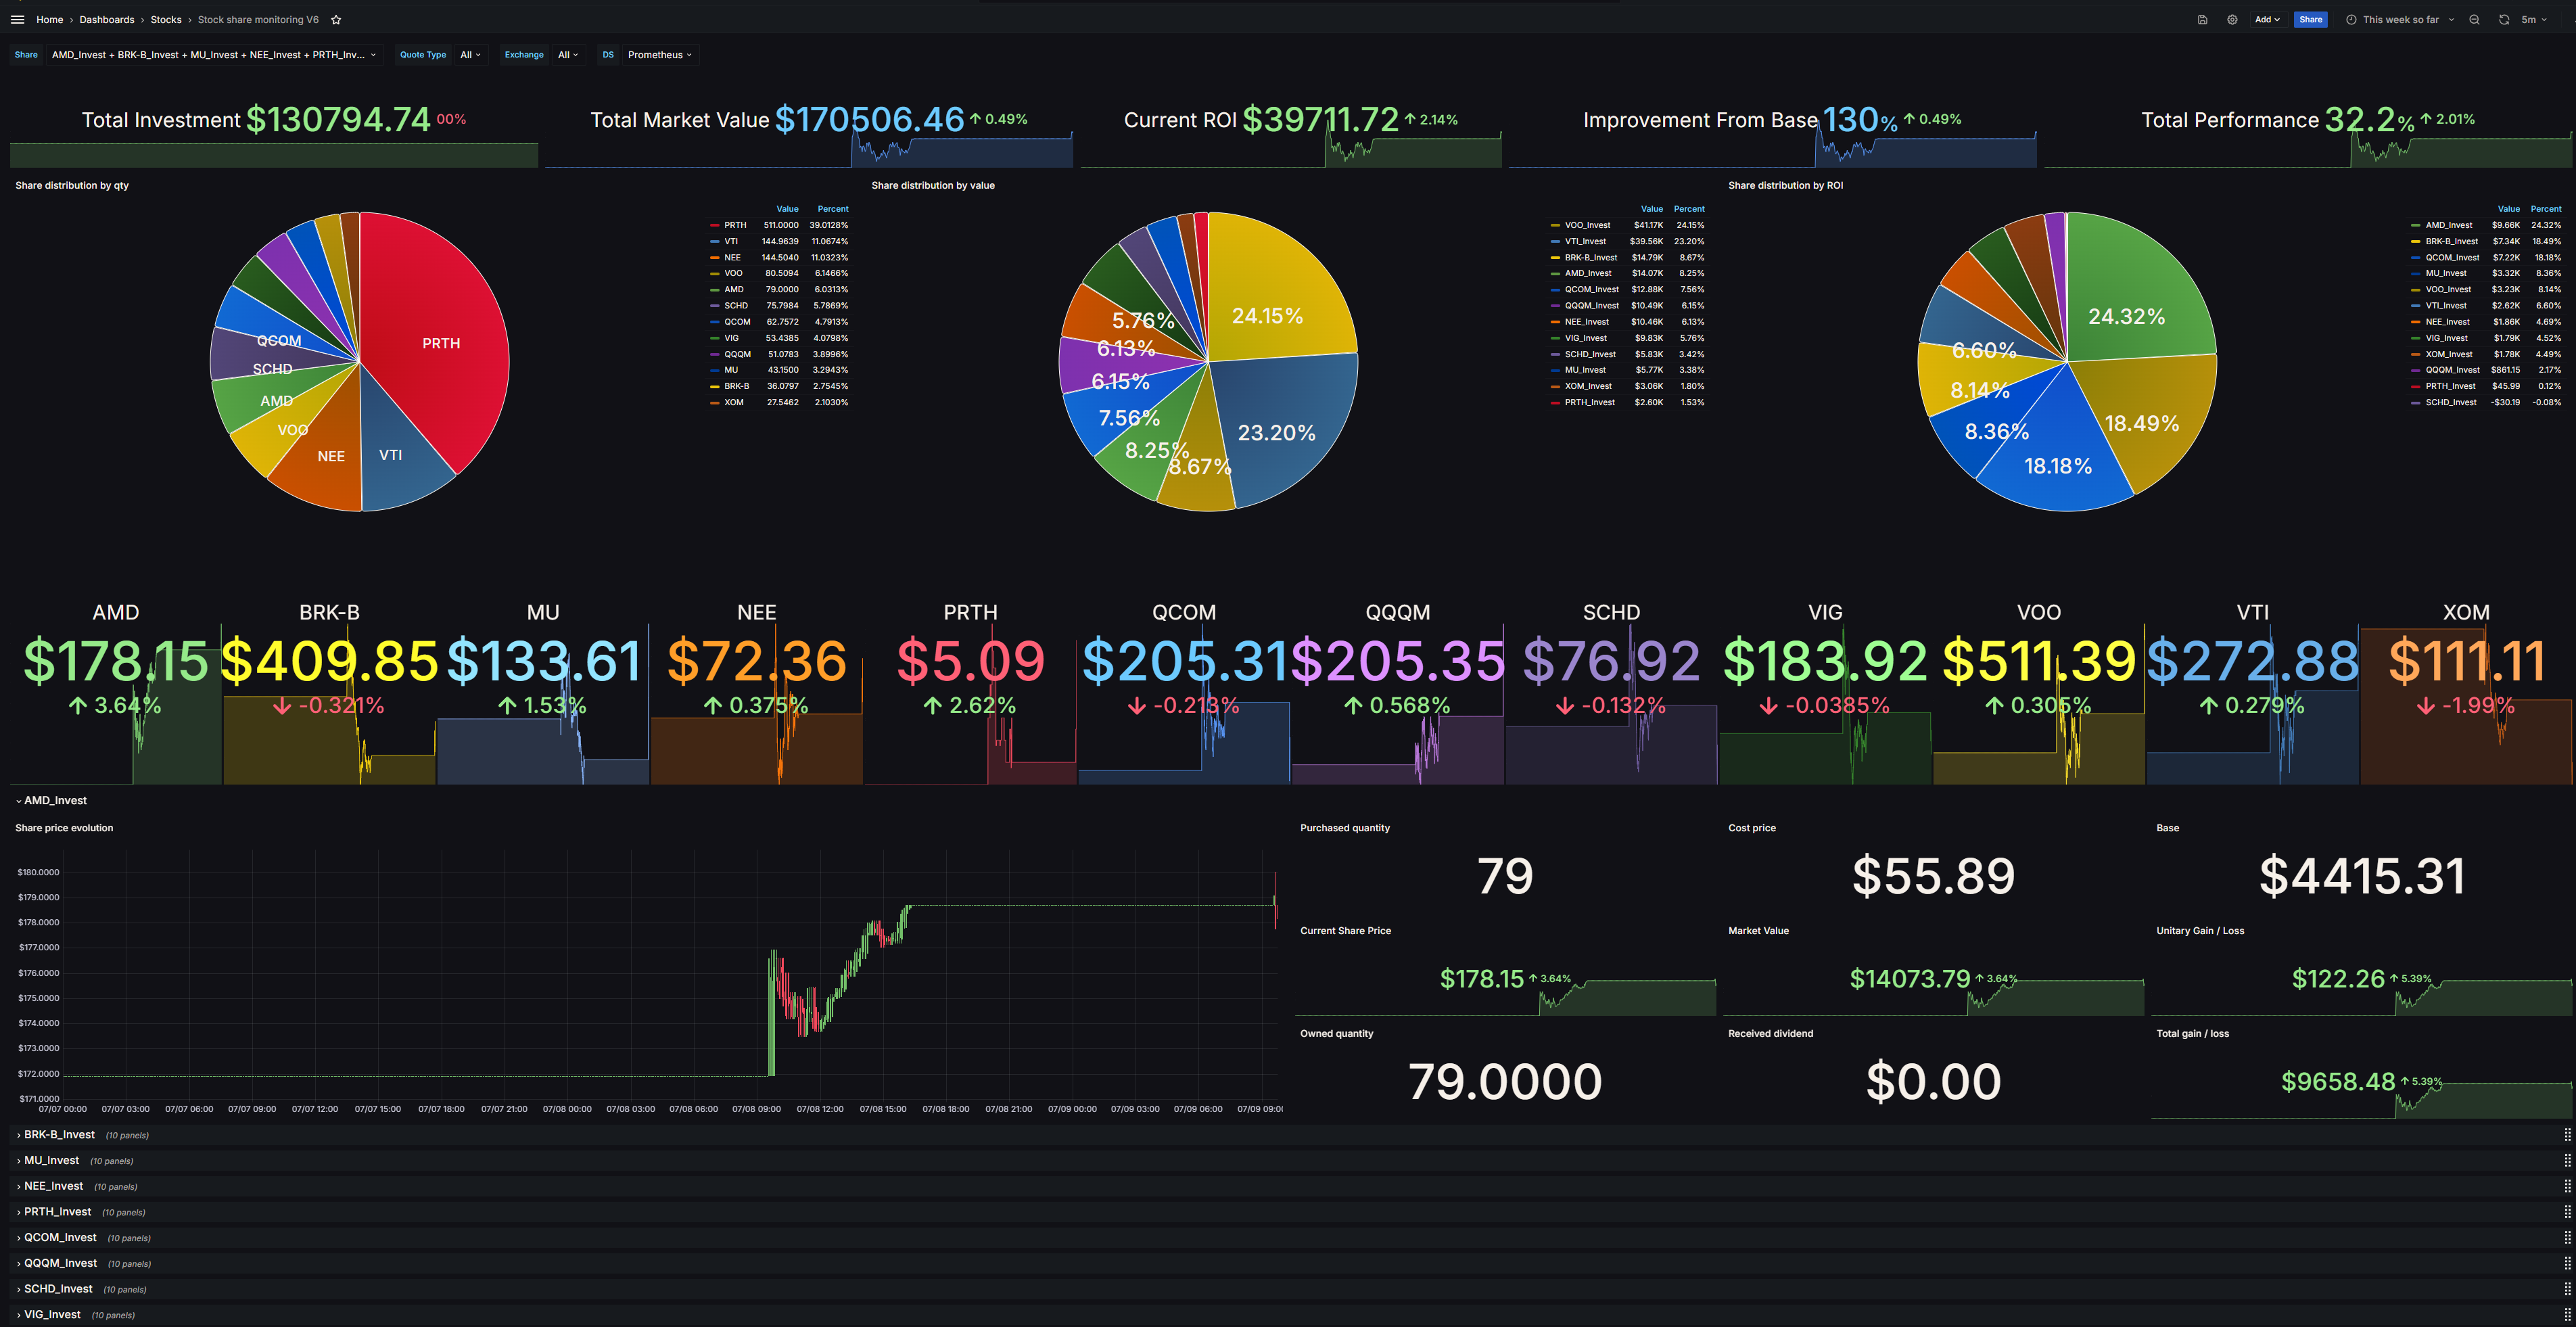 Home › Dashboards › Stocks › Stock share monitoring V6
Add
Share
This week so far
5m
Share AMD_Invest + BRK-B_Invest + MU_Invest + NEE_Invest + PRTH_Inv... Quote Type All Exchange All DS Prometheus
Total Investment $130794.74 00%
Total Market Value $170506.46 0.49%
Current ROI $39711.72 2.14%
Improvement From Base 130% 0.49%
Total Performance 32.2% 2.01%
Share distribution by qty
PRTH
VTI
NEE
VOO
AMD
SCHD
QCOM
Value Percent
PRTH 511.0000 39.0128%
VTI 144.9639 11.0674%
NEE 144.5040 11.0323%
VOO 80.5094 6.1466%
AMD 79.0000 6.0313%
SCHD 75.7984 5.7869%
QCOM 62.7572 4.7913%
VIG 53.4385 4.0798%
QQQM 51.0783 3.8996%
MU 43.1500 3.2943%
BRK-B 36.0797 2.7545%
XOM 27.5462 2.1030%
Share distribution by value
24.15%
23.20%
8.67%
8.25%
7.56%
6.15%
6.13%
5.76%
Value Percent
VOO_Invest $41.17K 24.15%
VTI_Invest $39.56K 23.20%
BRK-B_Invest $14.79K 8.67%
AMD_Invest $14.07K 8.25%
QCOM_Invest $12.88K 7.56%
QQQM_Invest $10.49K 6.15%
NEE_Invest $10.46K 6.13%
VIG_Invest $9.83K 5.76%
SCHD_Invest $5.83K 3.42%
MU_Invest $5.77K 3.38%
XOM_Invest $3.06K 1.80%
PRTH_Invest $2.60K 1.53%
Share distribution by ROI
24.32%
18.49%
18.18%
8.36%
8.14%
6.60%
Value Percent
AMD_Invest $9.66K 24.32%
BRK-B_Invest $7.34K 18.49%
QCOM_Invest $7.22K 18.18%
MU_Invest $3.32K 8.36%
VOO_Invest $3.23K 8.14%
VTI_Invest $2.62K 6.60%
NEE_Invest $1.86K 4.69%
VIG_Invest $1.79K 4.52%
XOM_Invest $1.78K 4.49%
QQQM_Invest $861.15 2.17%
PRTH_Invest $45.99 0.12%
SCHD_Invest -$30.19 -0.08%
AMD
$178.15
3.64%
BRK-B
$409.85
-0.321%
MU
$133.61
1.53%
NEE
$72.36
0.375%
PRTH
$5.09
2.62%
QCOM
$205.31
-0.213%
QQQM
$205.35
0.568%
SCHD
$76.92
-0.132%
VIG
$183.92
-0.0385%
VOO
$511.39
0.305%
VTI
$272.88
0.279%
XOM
$111.11
-1.99%
AMD_Invest
Share price evolution
$180.0000
$179.0000
$178.0000
$177.0000
$176.0000
$175.0000
$174.0000
$173.0000
$172.0000
$171.0000
07/07 00:00 07/07 03:00 07/07 06:00 07/07 09:00 07/07 12:00 07/07 15:00 07/07 18:00 07/07 21:00 07/08 00:00 07/08 03:00 07/08 06:00 07/08 09:00 07/08 12:00 07/08 15:00 07/08 18:00 07/08 21:00 07/09 00:00 07/09 03:00 07/09 06:00 07/09 09:00
Purchased quantity
79
Cost price
$55.89
Base
$4415.31
Current Share Price
$178.15 3.64%
Market Value
$14073.79 3.64%
Unitary Gain / Loss
$122.26 5.39%
Owned quantity
79.0000
Received dividend
$0.00
Total gain / loss
$9658.48 5.39%
BRK-B_Invest (10 panels)
MU_Invest (10 panels)
NEE_Invest (10 panels)
PRTH_Invest (10 panels)
QCOM_Invest (10 panels)
QQQM_Invest (10 panels)
SCHD_Invest (10 panels)
VIG_Invest (10 panels)